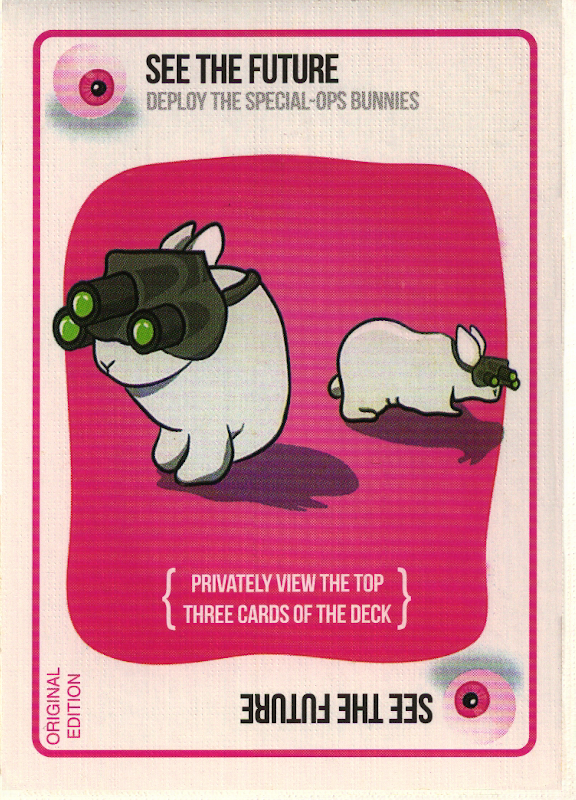 SEE THE FUTURE
DEPLOY THE SPECIAL-OPS BUNNIES
PRIVATELY VIEW THE TOP
THREE CARDS OF THE DECK
ORIGINAL
EDITION
SEE THE FUTURE